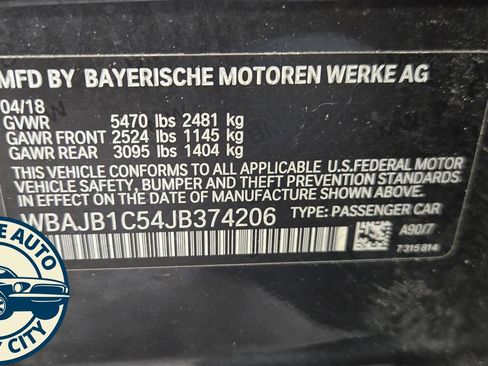 MFD BY BAYERISCHE MOTOREN WERKE AG
04/18
GVWR 5470 lbs 2481 kg
GAWR FRONT 2524 lbs 1145 kg
GAWR REAR 3095 lbs 1404 kg
THIS VEHICLE CONFORMS TO ALL APPLICABLE U.S. FEDERAL MOTOR
VEHICLE SAFETY, BUMPER, AND THEFT PREVENTION STANDARDS
IN EFFECT ON THE DATE OF MANUFACTURE SHOWN ABOVE.
WBAJB1C54JB374206 TYPE: PASSENGER CAR
A90/7
7315814
AUTO
CITY